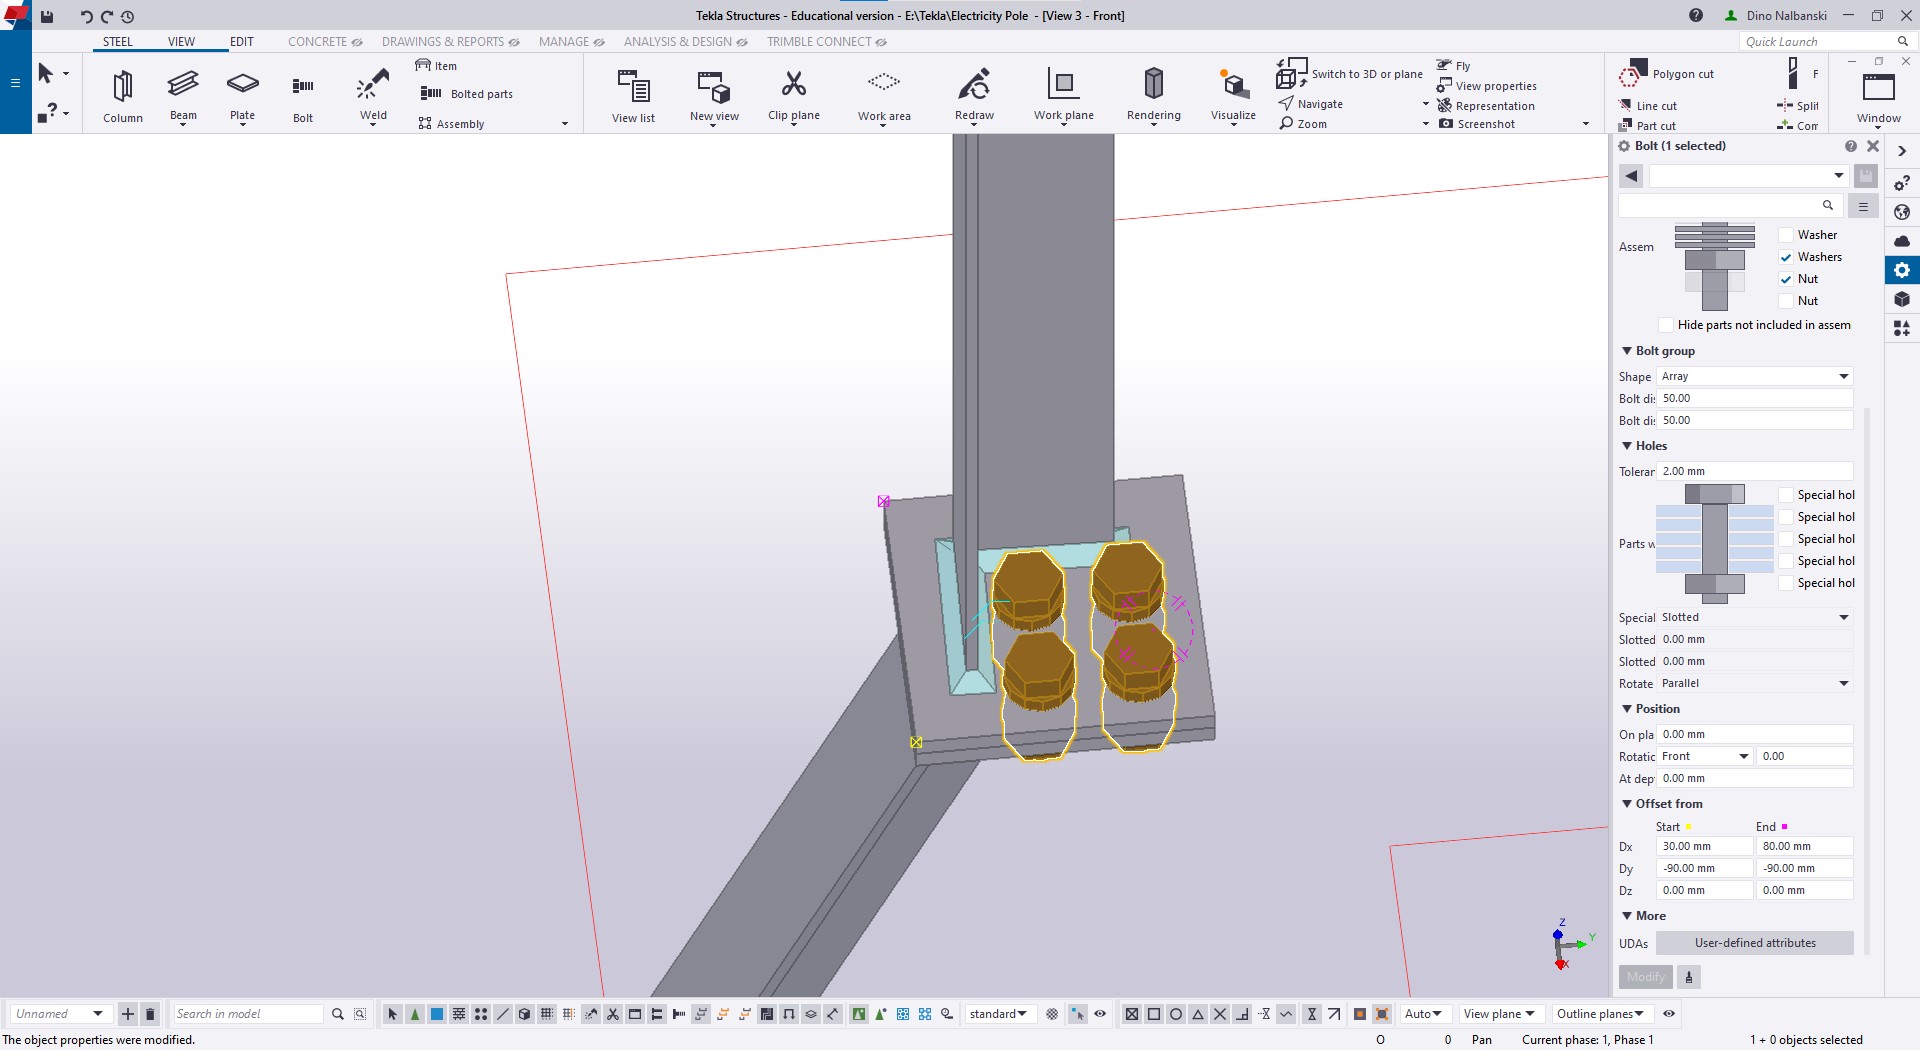 Tekla Structures - Educational version - E:\Tekla\Electricity Pole - [View 3 - Front]
Dino Nalbanski
STEEL VIEW EDIT CONCRETE DRAWINGS & REPORTS MANAGE ANALYSIS & DESIGN TRIMBLE CONNECT
Quick Launch
Column
Beam
Plate
Bolt
Weld
Item
Bolted parts
Assembly
View list
New view
Clip plane
Work area
Redraw
Work plane
Rendering
Visualize
Switch to 3D or plane
Navigate
Zoom
Fly
View properties
Representation
Screenshot
Polygon cut
Line cut
Part cut
F
Split
Com
Window
Bolt (1 selected)
Assem
Washer
Washers
Nut
Nut
Hide parts not included in assem
Bolt group
Shape Array
Bolt di: 50.00
Bolt di: 50.00
Holes
Toleran 2.00 mm
Special hol
Special hol
Parts w Special hol
Special hol
Special hol
Special Slotted
Slotted 0.00 mm
Slotted 0.00 mm
Rotate Parallel
Position
On pla 0.00 mm
Rotatic Front 0.00
At dep 0.00 mm
Offset from
Start End
Dx 30.00 mm 80.00 mm
Dy -90.00 mm -90.00 mm
Dz 0.00 mm 0.00 mm
More
UDAs User-defined attributes
Modify
Z
Y
X
Unnamed
Search in model
standard
Auto
View plane
Outline planes
The object properties were modified.
O 0 Pan Current phase: 1, Phase 1 1 + 0 objects selected